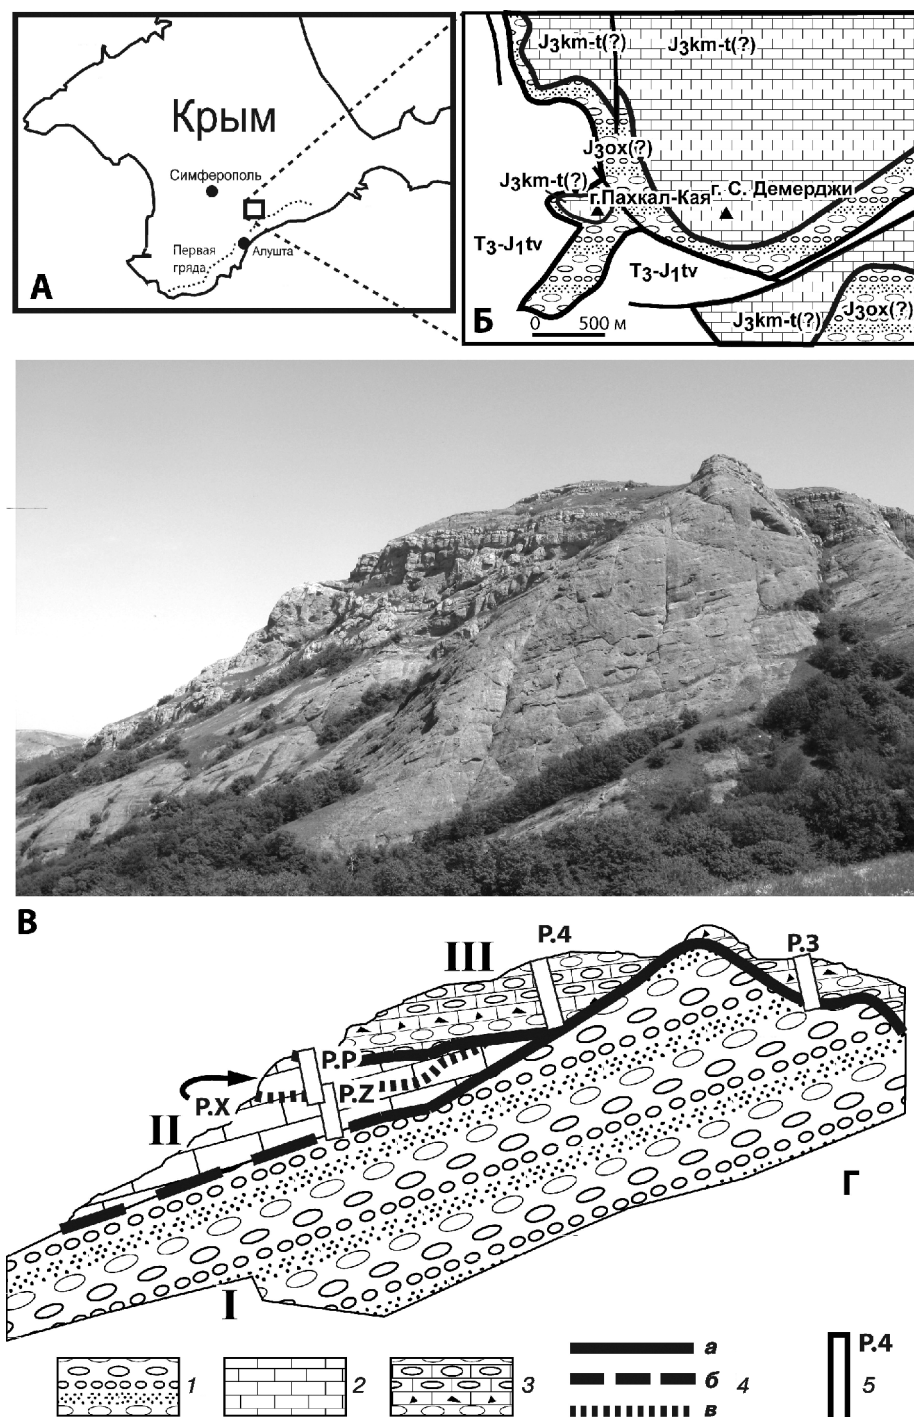 Крым
Симферополь
Первая
гряда
Алушта
А
J3km-t(?)
J3km-t(?)
J3ox(?)
J3km-t(?)
г. С. Демерджи
г.Пахкал-Кая
T3-J1tv
T3-J1tv
J3km-t(?)
J3ox(?)
Б
0 500 м
В
P.4
III
P.3
P.P
P.X
P.Z
II
Г
I
1
2
3
а
б
в
4
P.4
5